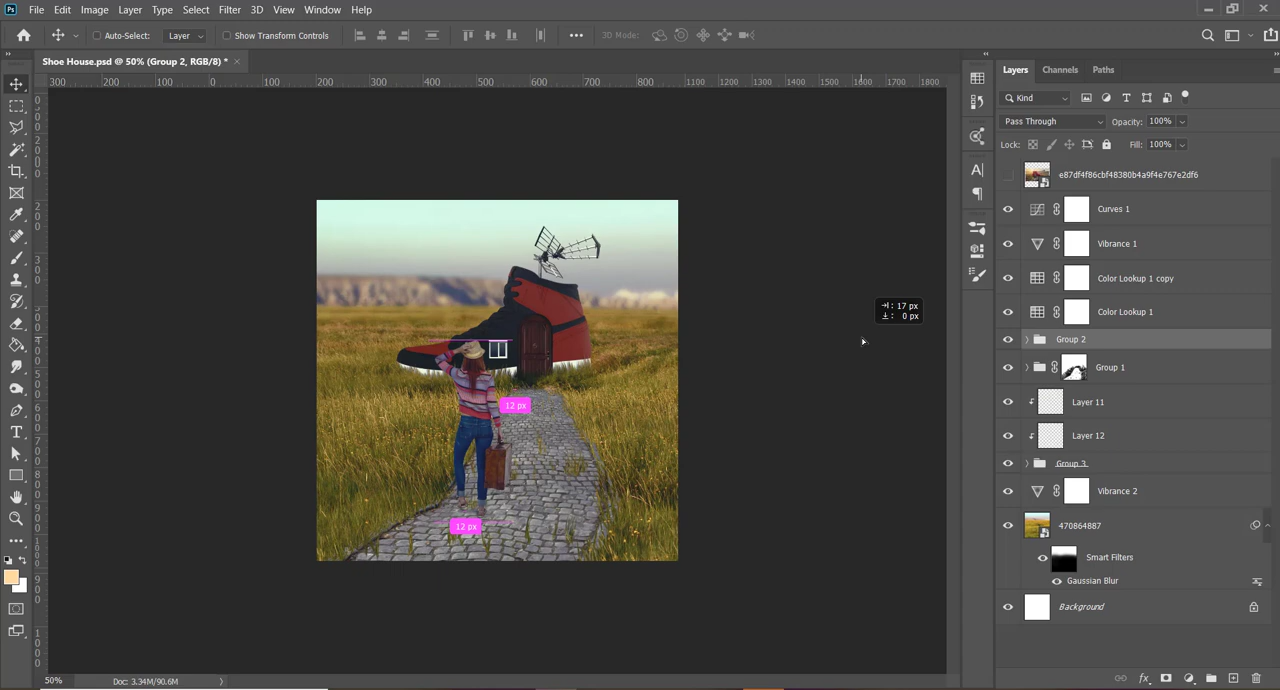 Ps File Edit Image Layer Type Select Filter 3D View Window Help
Auto-Select: Layer Show Transform Controls 3D Mode:
Shoe House.psd @ 50% (Group 2, RGB/8) *
300 200 100 0 100 200 300 400 500 600 700 800 1100 1200 1300 1400 1500 1600 1700 1800
Layers Channels Paths
Kind
Pass Through Opacity: 100%
Lock: Fill: 100%
e87df4f86cbf48380b4a9f4e767e2df6
Curves 1
Vibrance 1
Color Lookup 1 copy
Color Lookup 1
: 17 px
: 0 px
Group 2
Group 1
12 px
Layer 11
Layer 12
Group 3
Vibrance 2
12 px
470864887
Smart Filters
Gaussian Blur
Background
50% Doc: 3.34M/90.6M
fx